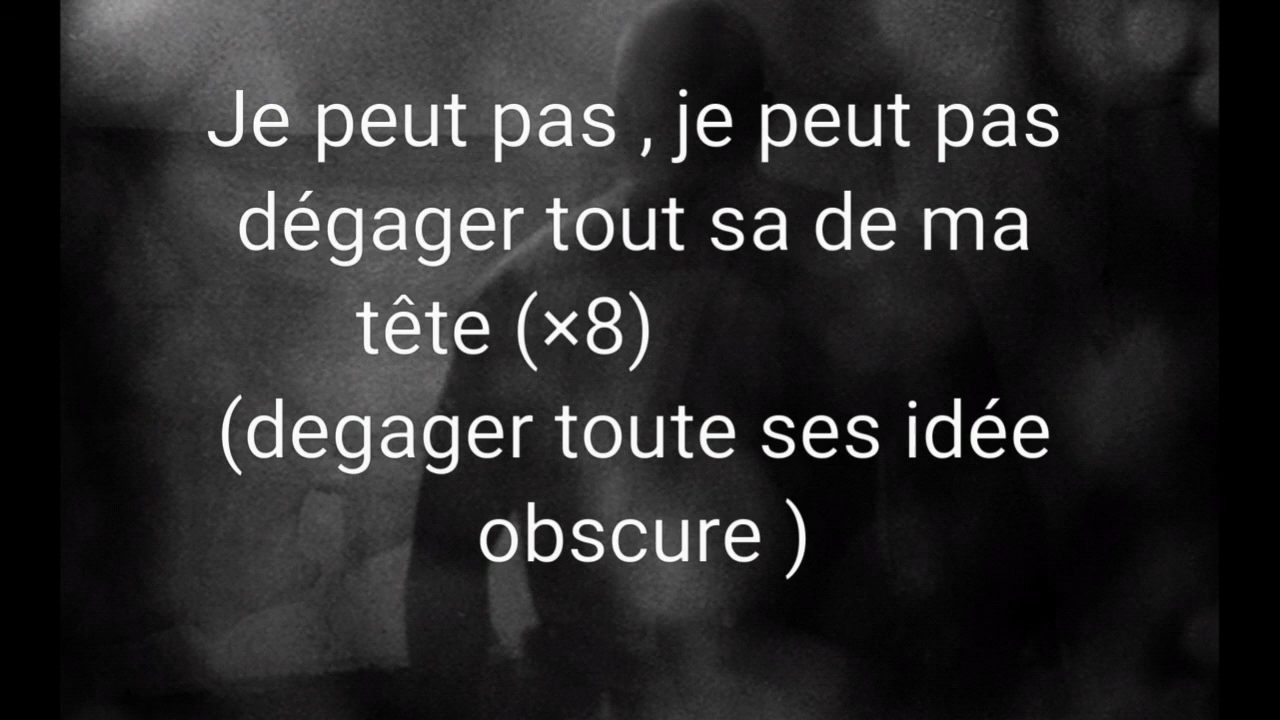 Je peut pas , je peut pas
dégager tout sa de ma
tête (×8)
(degager toute ses idée
obscure )